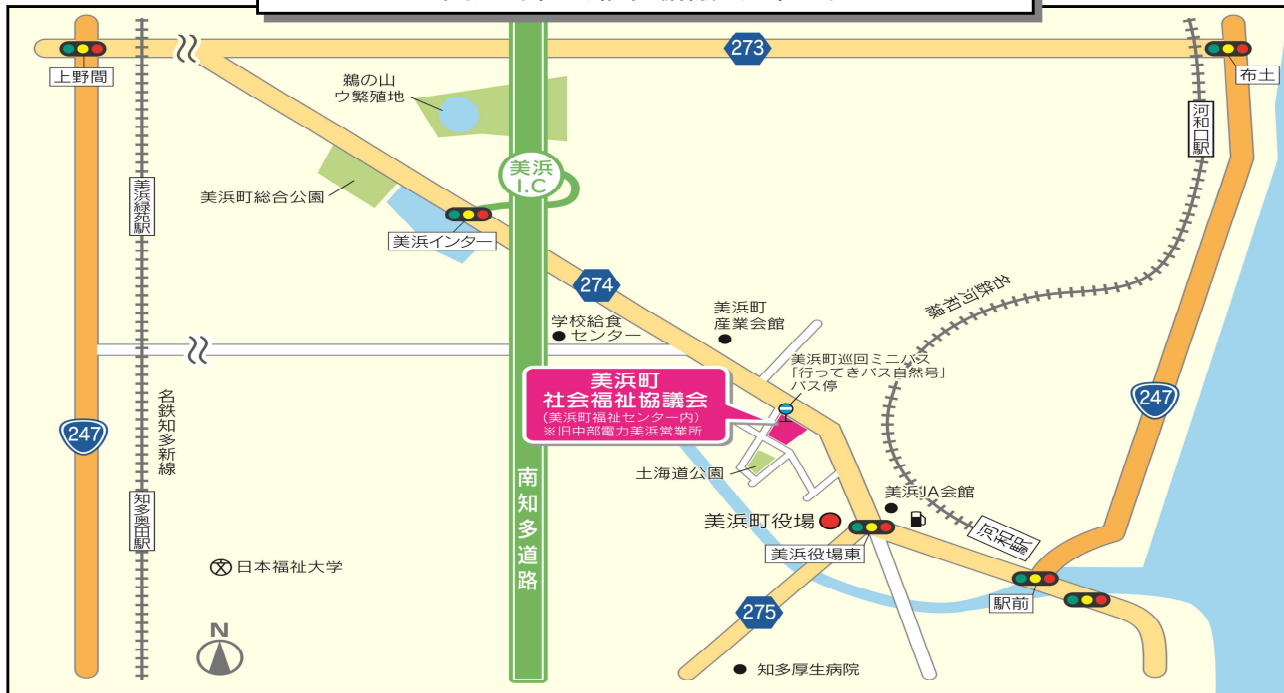 273
上野間
布土
鵜の山
ウ繁殖地
河和口駅
美浜
I.C
美浜緑苑駅
美浜町総合公園
美浜インター
274
名鉄河和線
学校給食
センター
美浜町
産業会館
美浜町巡回ミニバス
「行ってきバス自然号」
バス停
美浜町
社会福祉協議会
(美浜町福祉センター内)
※旧中部電力美浜営業所
247
247
名鉄知多新線
南知多道路
土海道公園
美浜JA会館
知多奥田駅
美浜町役場
河和駅
美浜役場東
日本福祉大学
駅前
275
N
知多厚生病院